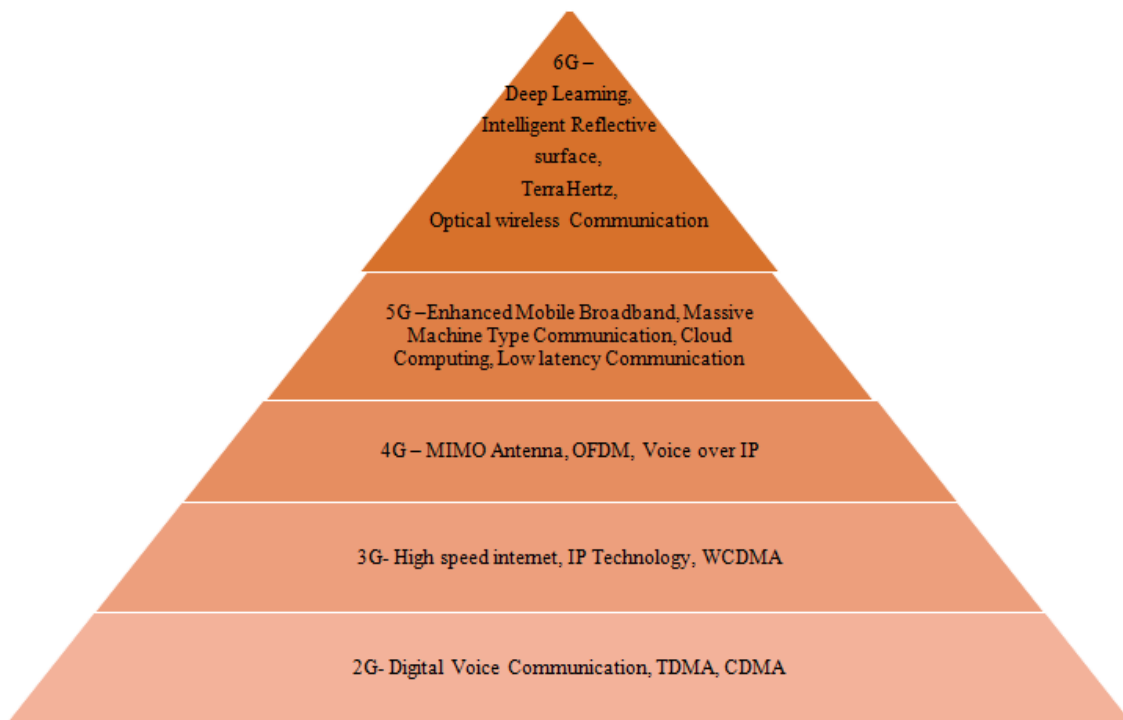 6G –
Deep Learning,
Intelligent Reflective
surface,
TerraHertz,
Optical wireless Communication
5G –Enhanced Mobile Broadband, Massive
Machine Type Communication, Cloud
Computing, Low latency Communication
4G – MIMO Antenna, OFDM, Voice over IP
3G- High speed internet, IP Technology, WCDMA
2G- Digital Voice Communication, TDMA, CDMA